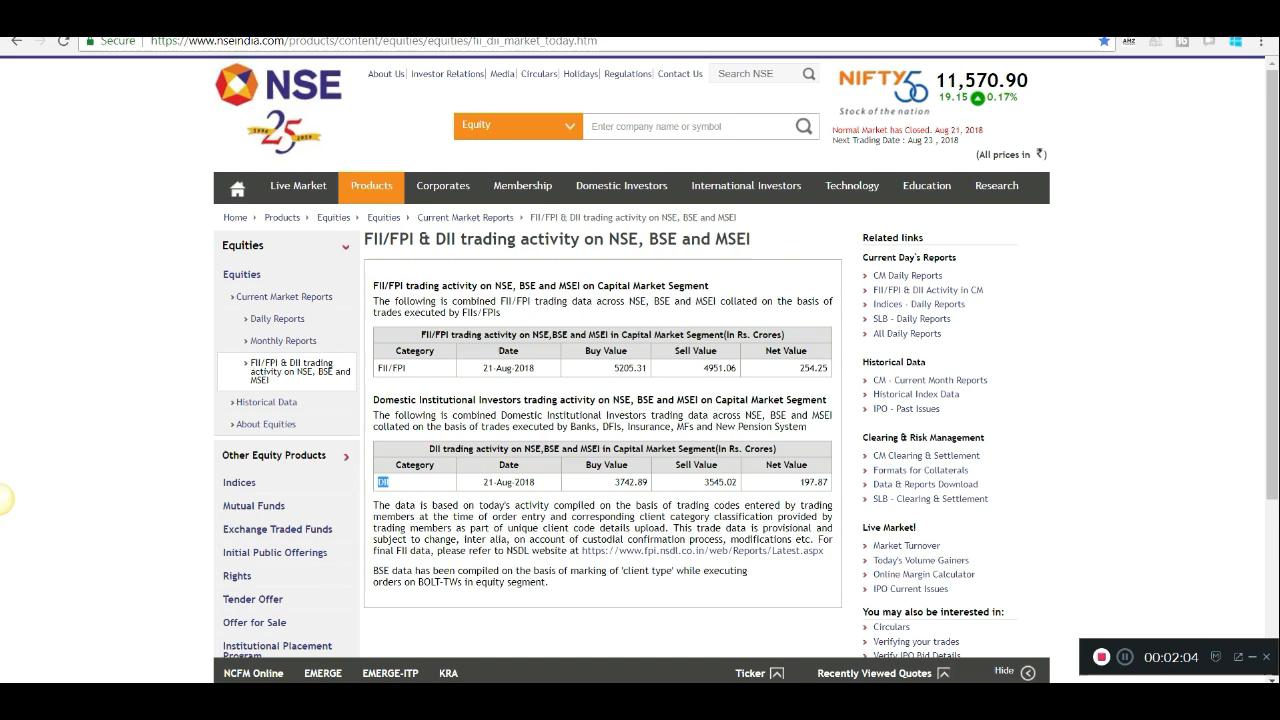 Secure
https://www.nseindia.com/products/content/equities/equities/fii_dii_market_today.htm
NSE
25
About Us | Investor Relations | Media | Circulars | Holidays | Regulations | Contact Us
Search NSE
NIFTY50
Stock of the nation
11,570.90
19.15 0.17%
Equity
Enter company name or symbol
Normal Market has Closed. Aug 21, 2018
Next Trading Date : Aug 23 , 2018
(All prices in ₹)
Live Market Products Corporates Membership Domestic Investors International Investors Technology Education Research
Home › Products › Equities › Equities › Current Market Reports › FII/FPI & DII trading activity on NSE, BSE and MSEI
Equities
Equities
Current Market Reports
Daily Reports
Monthly Reports
FII/FPI & DII trading
activity on NSE, BSE and
MSEI
Historical Data
About Equities
Other Equity Products
Indices
Mutual Funds
Exchange Traded Funds
Initial Public Offerings
Rights
Tender Offer
Offer for Sale
Institutional Placement
Program
FII/FPI & DII trading activity on NSE, BSE and MSEI
FII/FPI trading activity on NSE, BSE and MSEI on Capital Market Segment
The following is combined FII/FPI trading data across NSE, BSE and MSEI collated on the basis of
trades executed by FIIs/FPIs
FII/FPI trading activity on NSE,BSE and MSEI in Capital Market Segment(In Rs. Crores)
Category Date Buy Value Sell Value Net Value
FII/FPI 21-Aug-2018 5205.31 4951.06 254.25
Domestic Institutional Investors trading activity on NSE, BSE and MSEI on Capital Market Segment
The following is combined Domestic Institutional Investors trading data across NSE, BSE and MSEI
collated on the basis of trades executed by Banks, DFIs, Insurance, MFs and New Pension System
DII trading activity on NSE,BSE and MSEI in Capital Market Segment(In Rs. Crores)
Category Date Buy Value Sell Value Net Value
DII 21-Aug-2018 3742.89 3545.02 197.87
The data is based on today's activity compiled on the basis of trading codes entered by trading
members at the time of order entry and corresponding client category classification provided by
trading members as part of unique client code details upload. This trade data is provisional and
subject to change, inter alia, on account of custodial confirmation process, modifications etc. For
final FII data, please refer to NSDL website at https://www.fpi.nsdl.co.in/web/Reports/Latest.aspx
BSE data has been compiled on the basis of marking of 'client type' while executing
orders on BOLT-TWs in equity segment.
Related links
Current Day's Reports
CM Daily Reports
FII/FPI & DII Activity in CM
Indices - Daily Reports
SLB - Daily Reports
All Daily Reports
Historical Data
CM - Current Month Reports
Historical Index Data
IPO - Past Issues
Clearing & Risk Management
CM Clearing & Settlement
Formats for Collaterals
Data & Reports Download
SLB - Clearing & Settlement
Live Market!
Market Turnover
Today's Volume Gainers
Online Margin Calculator
IPO Current Issues
You may also be interested in:
Circulars
Verifying your trades
Verify IPO Bid Details
NCFM Online EMERGE EMERGE-ITP KRA Ticker Recently Viewed Quotes Hide
00:02:04